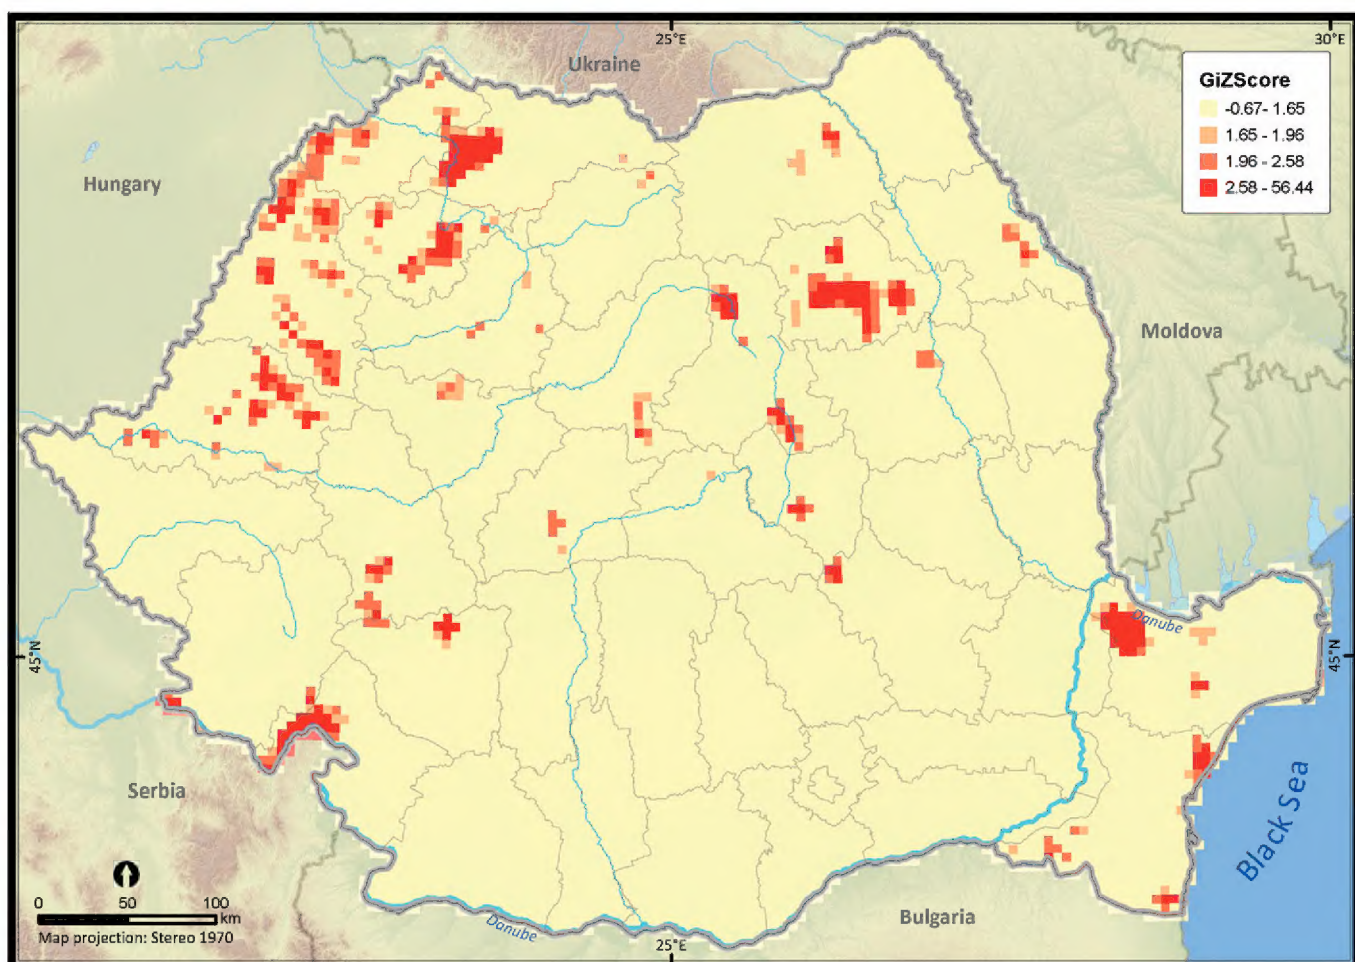 25°E
30°E
Ukraine
GiZScore
-0.67- 1.65
1.65 - 1.96
1.96 - 2.58
2.58 - 56.44
Hungary
Moldova
Danube
45°N
45°N
Serbia
Black Sea
0 50 100
km
Map projection: Stereo 1970
Danube
Bulgaria
25°E